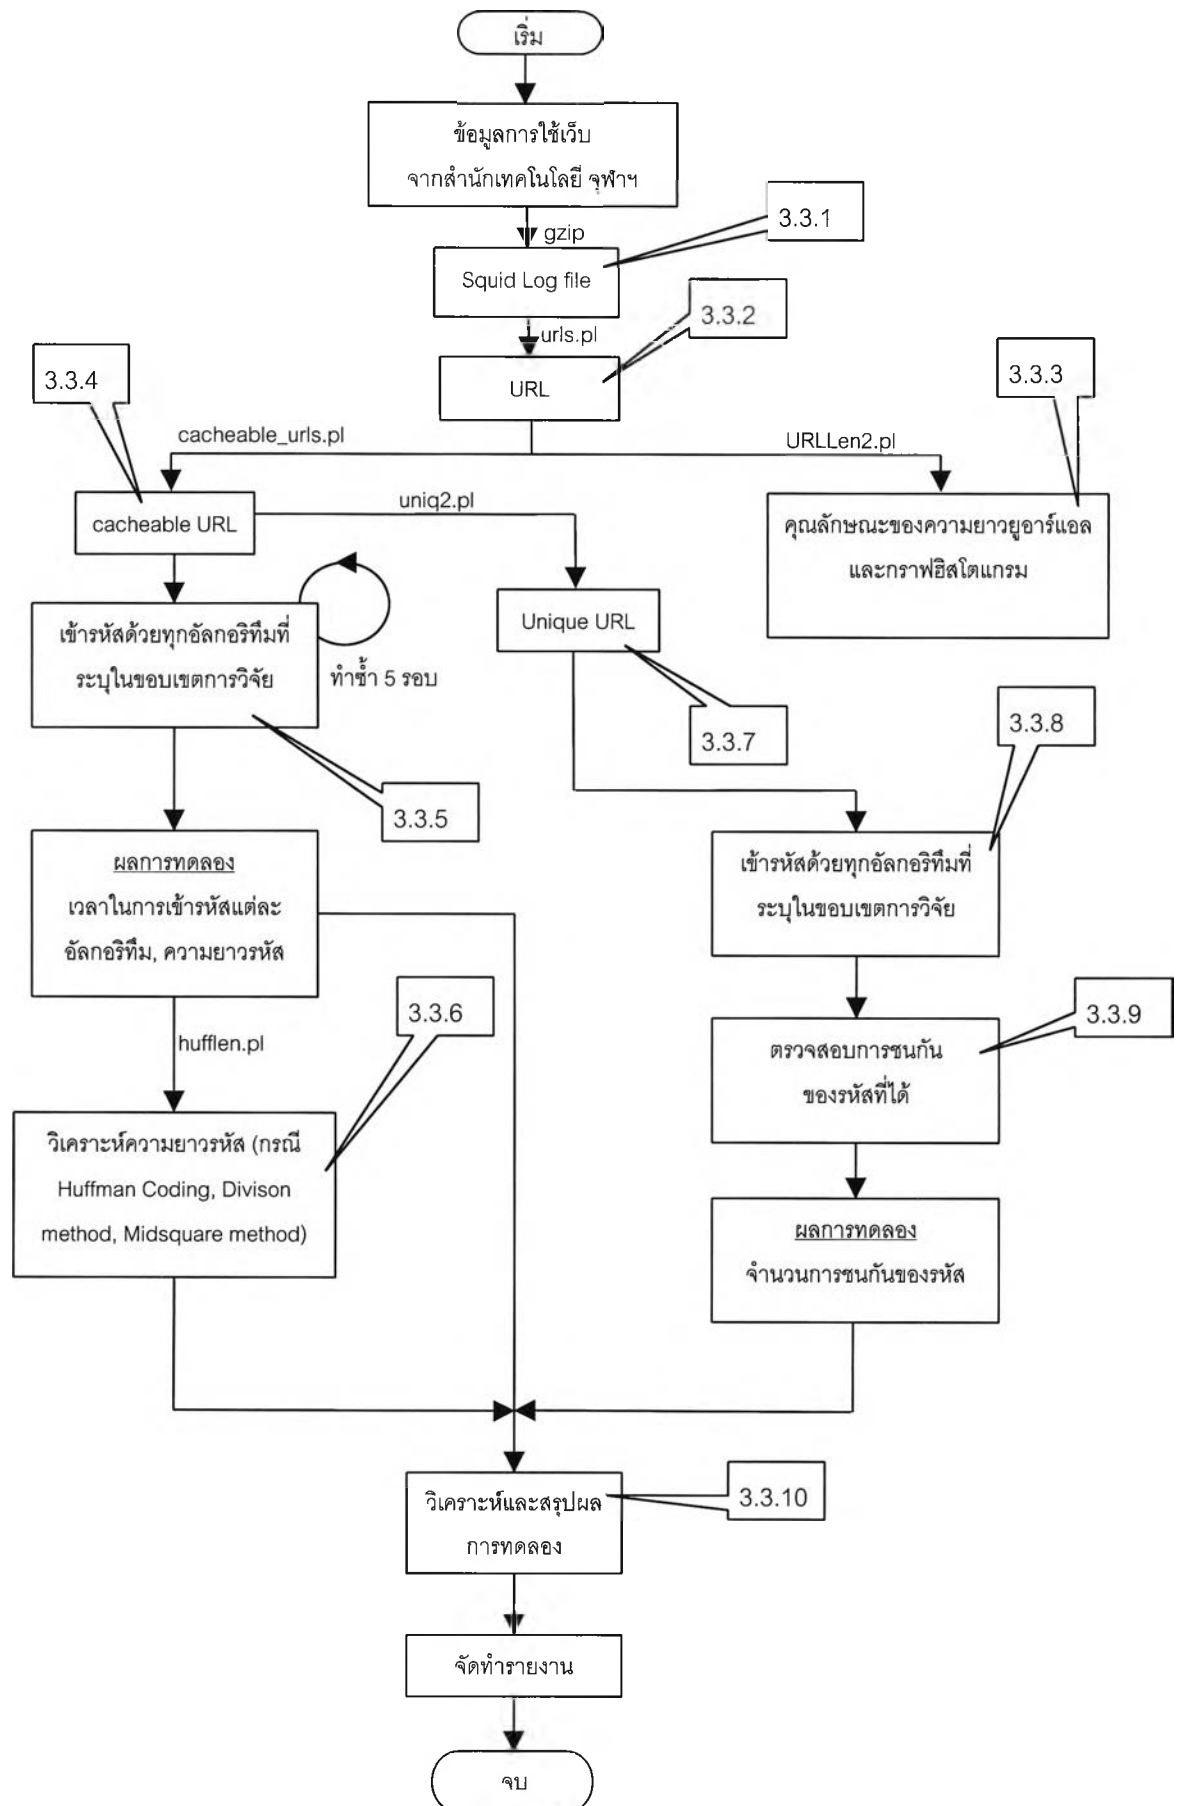 เริ่ม
ข้อมูลการใช้เว็บ
จากสำนักเทคโนโลยี จุฬาฯ
3.3.1
gzip
Squid Log file
3.3.2
urls.pl
URL
3.3.4
3.3.3
cacheable_urls.pl
URLLen2.pl
cacheable URL
uniq2.pl
คุณลักษณะของความยาวยูอาร์แอล
และกราฟฮิสโตแกรม
Unique URL
เข้ารหัสด้วยทุกอัลกอริทึมที่
ระบุในขอบเขตการวิจัย
ทำซ้ำ 5 รอบ
3.3.7
3.3.8
3.3.5
ผลการทดลอง
เวลาในการเข้ารหัสแต่ละ
อัลกอริทึม, ความยาวรหัส
เข้ารหัสด้วยทุกอัลกอริทึมที่
ระบุในขอบเขตการวิจัย
3.3.6
3.3.9
hufflen.pl
ตรวจสอบการชนกัน
ของรหัสที่ได้
วิเคราะห์ความยาวรหัส (กรณี
Huffman Coding, Divison
method, Midsquare method)
ผลการทดลอง
จำนวนการชนกันของรหัส
วิเคราะห์และสรุปผล
การทดลอง
3.3.10
จัดทำรายงาน
จบ